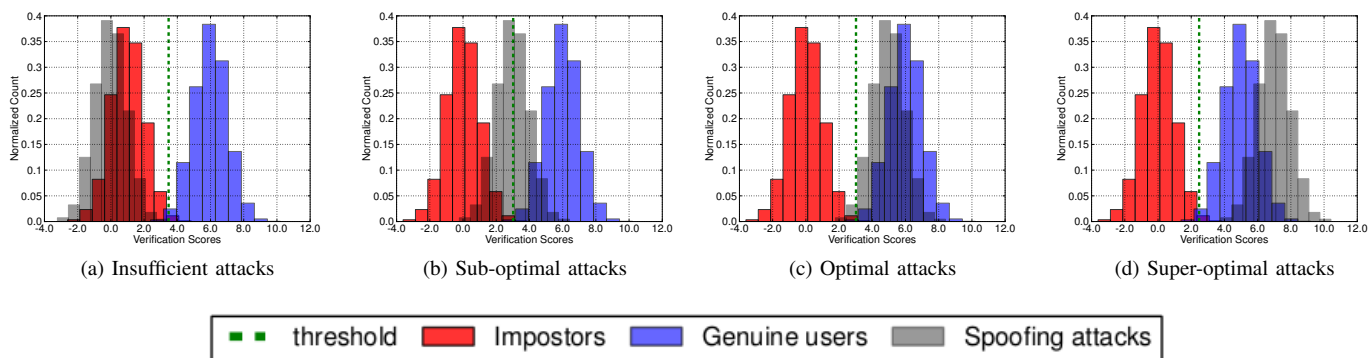 0.4
0.35
0.3
0.25
0.2
0.15
0.1
0.05
0.0
Normalized Count
-4.0 -2.0 0.0 2.0 4.0 6.0 8.0 10.0 12.0
Verification Scores
(a) Insufficient attacks
0.4
0.35
0.3
0.25
0.2
0.15
0.1
0.05
0.0
Normalized Count
-4.0 -2.0 0.0 2.0 4.0 6.0 8.0 10.0 12.0
Verification Scores
(b) Sub-optimal attacks
0.4
0.35
0.3
0.25
0.2
0.15
0.1
0.05
0.0
Normalized Count
-4.0 -2.0 0.0 2.0 4.0 6.0 8.0 10.0 12.0
Verification Scores
(c) Optimal attacks
0.4
0.35
0.3
0.25
0.2
0.15
0.1
0.05
0.0
Normalized Count
-4.0 -2.0 0.0 2.0 4.0 6.0 8.0 10.0 12.0
Verification Scores
(d) Super-optimal attacks
threshold Impostors Genuine users Spoofing attacks